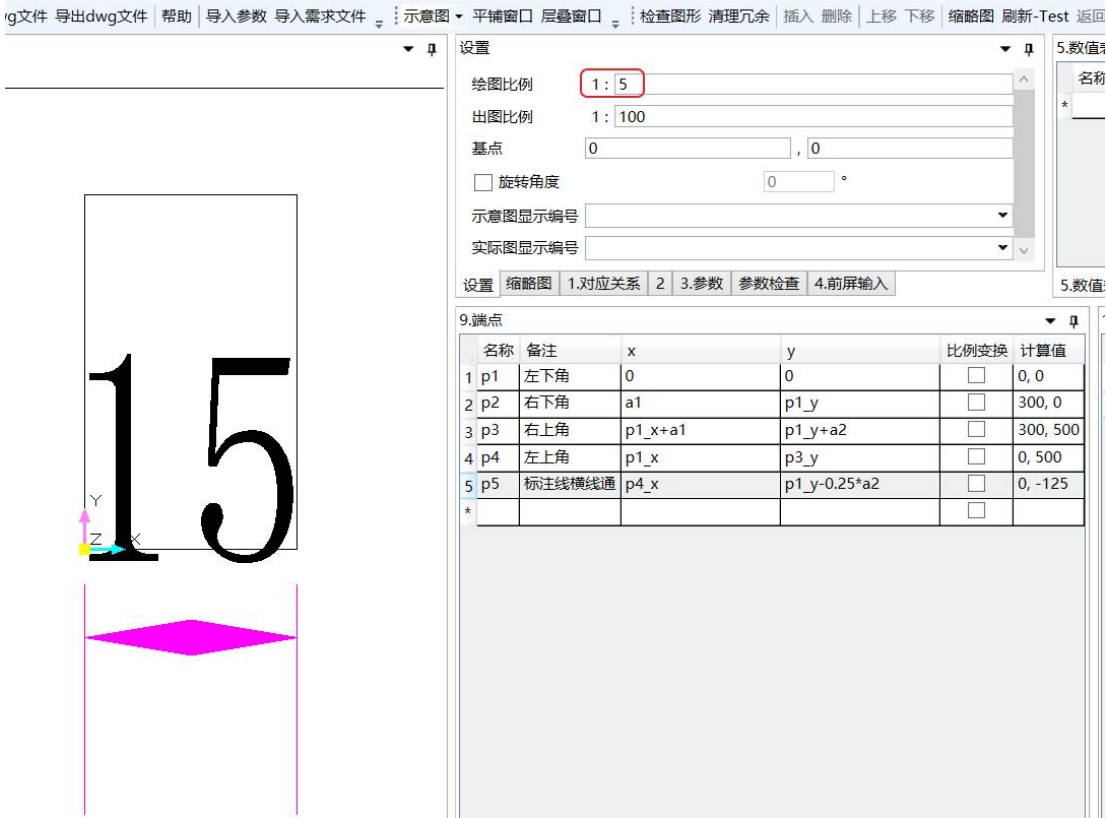 vg文件 导出dwg文件 帮助 导入参数 导入需求文件 示意图 平铺窗口 层叠窗口 检查图形 清理冗余 插入 删除 上移 下移 缩略图 刷新-Test 返回
设置
绘图比例 1 : 5
出图比例 1 : 100
基点 0 , 0
旋转角度 0 °
示意图显示编号
实际图显示编号
设置 缩略图 1.对应关系 2 3.参数 参数检查 4.前屏输入
5.数值
名称
*
5.数值
9.端点
名称 备注 x y 比例变换 计算值
1 p1 左下角 0 0 0, 0
2 p2 右下角 a1 p1_y 300, 0
3 p3 右上角 p1_x+a1 p1_y+a2 300, 500
4 p4 左上角 p1_x p3_y 0, 500
5 p5 标注线横线通 p4_x p1_y-0.25*a2 0, -125
*
15
Y
Z X